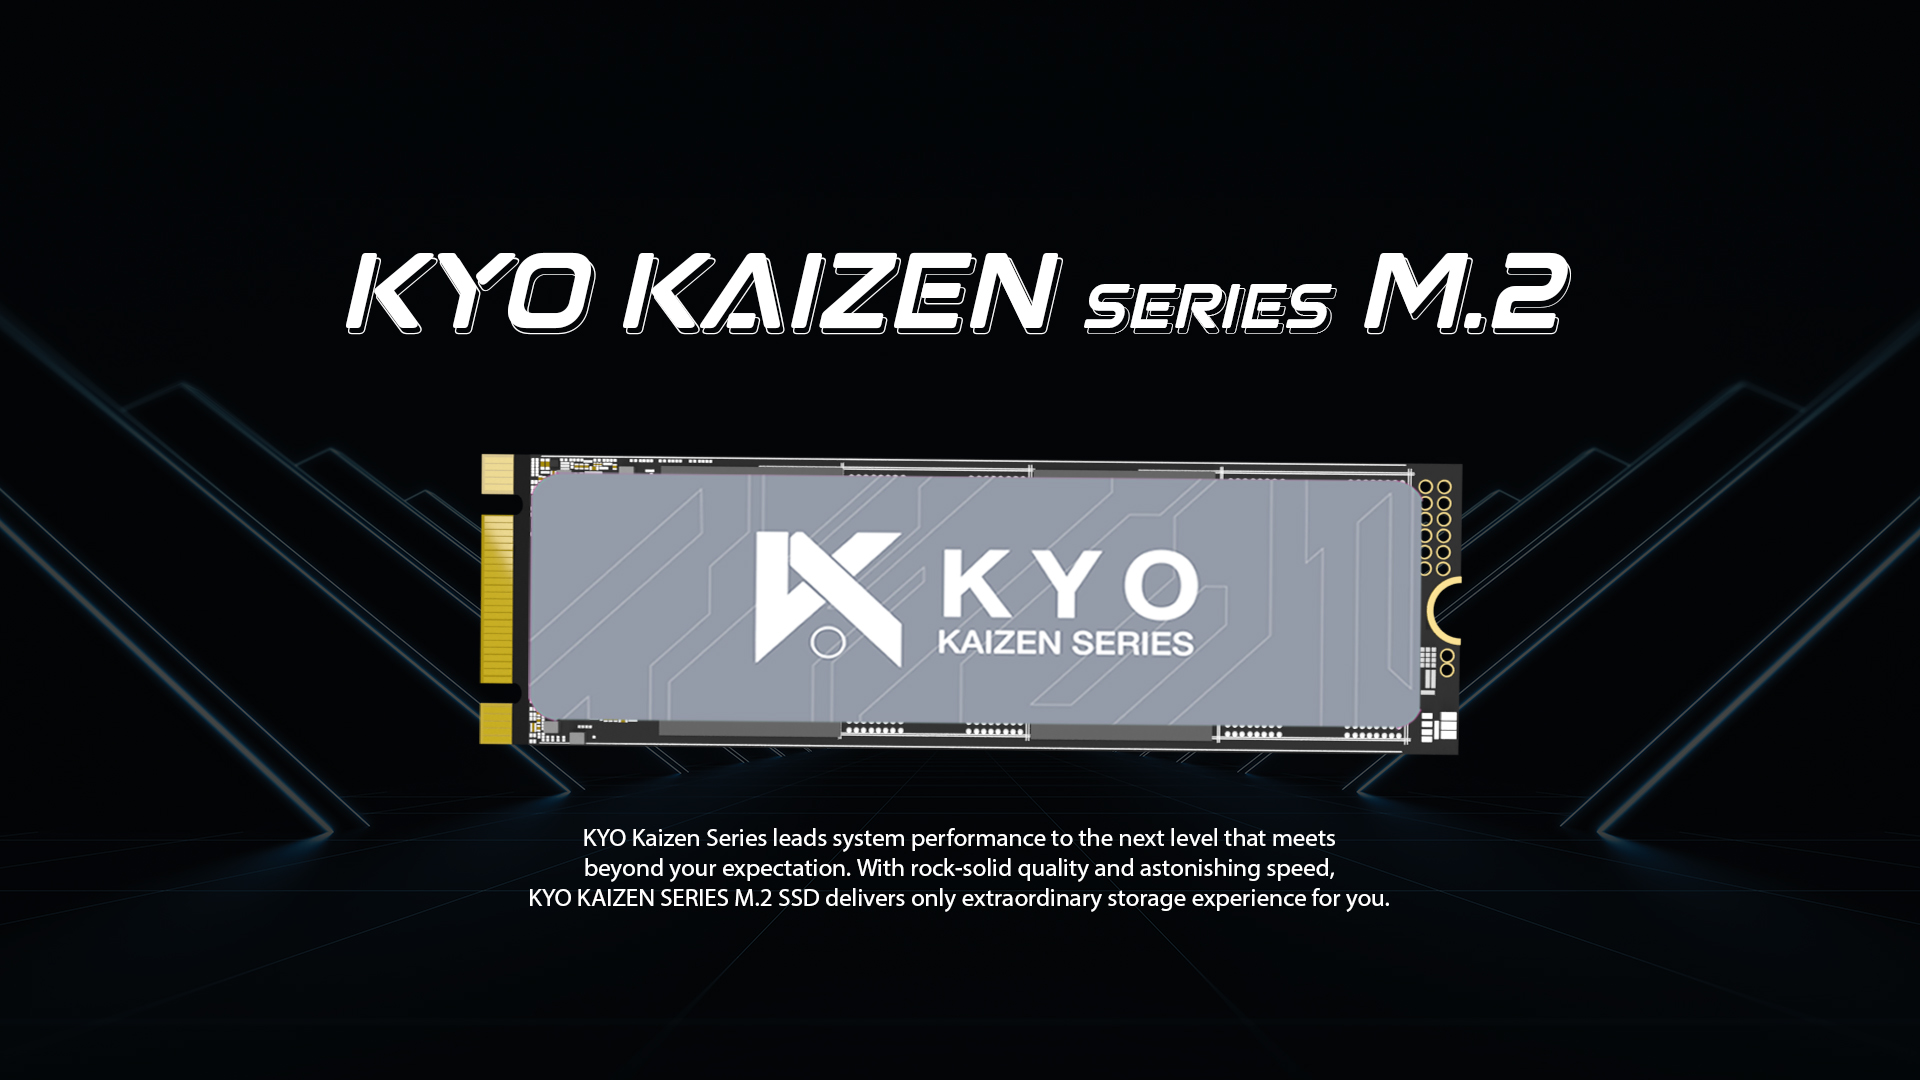 KYO KAIZEN SERIES M.2
KYO
KAIZEN SERIES
KYO Kaizen Series leads system performance to the next level that meets
beyond your expectation. With rock-solid quality and astonishing speed,
KYO KAIZEN SERIES M.2 SSD delivers only extraordinary storage experience for you.